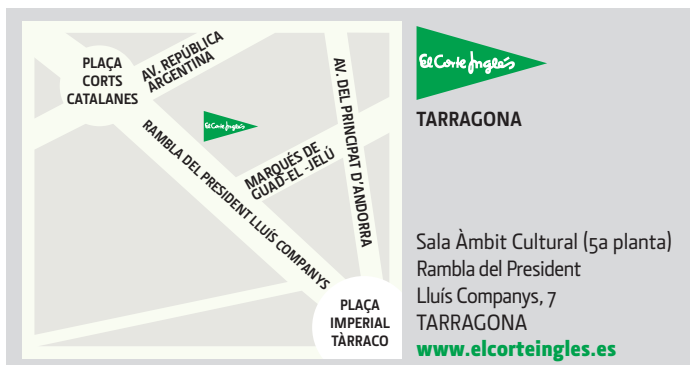 PLAÇA
CORTS
CATALANES
AV. REPÚBLICA
ARGENTINA
El Corte Inglés
RAMBLA DEL PRESIDENT LLUÍS COMPANYS
MARQUÉS DE
GUAD-EL -JELÚ
AV. DEL PRINCIPAT D'ANDORRA
PLAÇA
IMPERIAL
TÀRRACO
El Corte Inglés
TARRAGONA
Sala Àmbit Cultural (5a planta)
Rambla del President
Lluís Companys, 7
TARRAGONA
www.elcorteingles.es